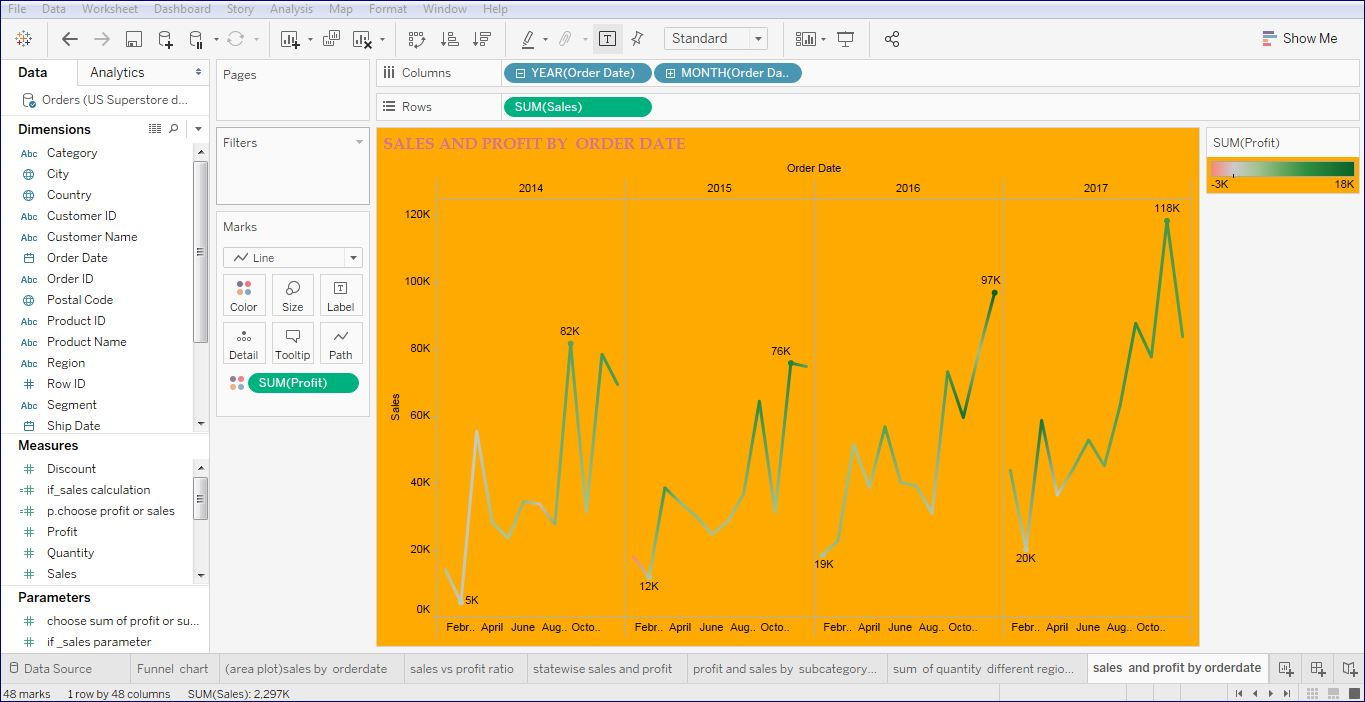 File Data Worksheet Dashboard Story Analysis Map Format Window Help
Standard
Show Me
Data Analytics
Orders (US Superstore d...
Dimensions
Abc Category
City
Country
Abc Customer ID
Abc Customer Name
Order Date
Abc Order ID
Postal Code
Abc Product ID
Abc Product Name
Abc Region
# Row ID
Abc Segment
Ship Date
Measures
# Discount
=# if_sales calculation
=# p.choose profit or sales
# Profit
# Quantity
# Sales
Parameters
# choose sum of profit or su...
# if _sales parameter
Pages
Filters
Marks
Line
Color Size Label
Detail Tooltip Path
SUM(Profit)
Columns YEAR(Order Date) MONTH(Order Da..
Rows SUM(Sales)
SALES AND PROFIT BY ORDER DATE
Order Date
2014 2015 2016 2017
Sales
120K
100K
80K
60K
40K
20K
0K
82K
5K
76K
12K
97K
19K
118K
20K
Febr.. April June Aug.. Octo.. Febr.. April June Aug.. Octo.. Febr.. April June Aug.. Octo.. Febr.. April June Aug.. Octo..
SUM(Profit)
-3K 18K
Data Source Funnel chart (area plot)sales by orderdate sales vs profit ratio statewise sales and profit profit and sales by subcategory... sum of quantity different regio... sales and profit by orderdate
48 marks 1 row by 48 columns SUM(Sales): 2,297K